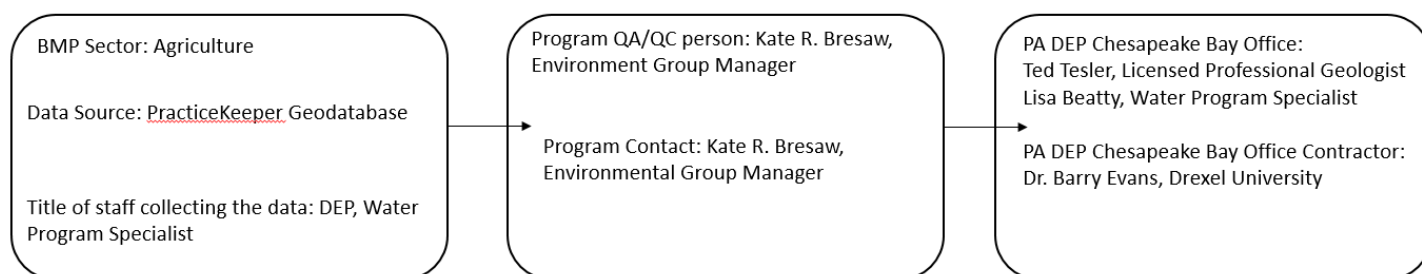 BMP Sector: Agriculture
Data Source: PracticeKeeper Geodatabase
Title of staff collecting the data: DEP, Water
Program Specialist
Program QA/QC person: Kate R. Bresaw,
Environment Group Manager
Program Contact: Kate R. Bresaw,
Environmental Group Manager
PA DEP Chesapeake Bay Office:
Ted Tesler, Licensed Professional Geologist
Lisa Beatty, Water Program Specialist
PA DEP Chesapeake Bay Office Contractor:
Dr. Barry Evans, Drexel University